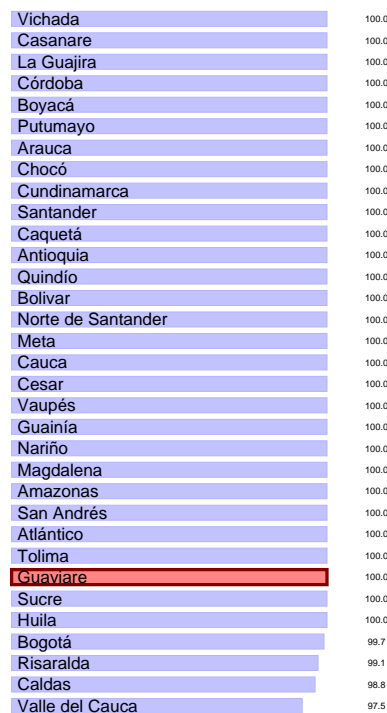 Vichada 100.0
Casanare 100.0
La Guajira 100.0
Córdoba 100.0
Boyacá 100.0
Putumayo 100.0
Arauca 100.0
Chocó 100.0
Cundinamarca 100.0
Santander 100.0
Caquetá 100.0
Antioquia 100.0
Quindío 100.0
Bolivar 100.0
Norte de Santander 100.0
Meta 100.0
Cauca 100.0
Cesar 100.0
Vaupés 100.0
Guainía 100.0
Nariño 100.0
Magdalena 100.0
Amazonas 100.0
San Andrés 100.0
Atlántico 100.0
Tolima 100.0
Guaviare 100.0
Sucre 100.0
Huila 100.0
Bogotá 99.7
Risaralda 99.1
Caldas 98.8
Valle del Cauca 97.5